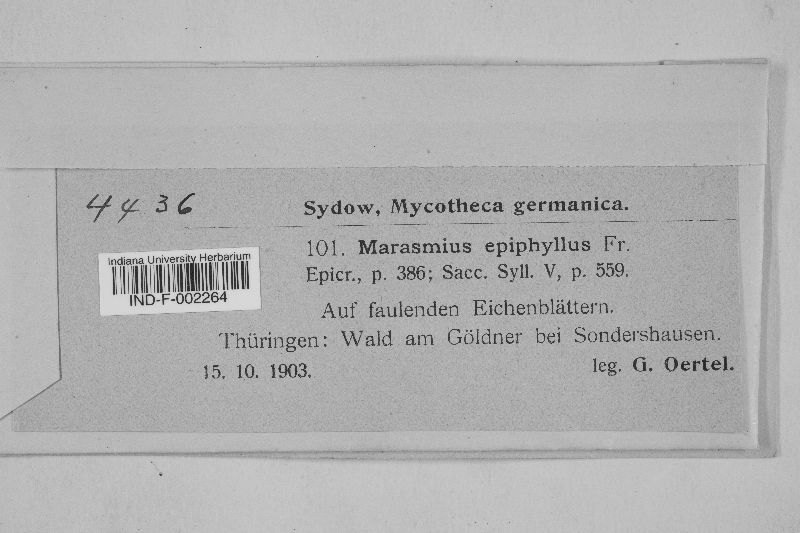 4436
Sydow, Mycotheca germanica.
101. Marasmius epiphyllus Fr.
Epicr., p. 386; Sacc. Syll. V, p. 559.
Indiana University Herbarium
IND-F-002264
Auf faulenden Eichenblättern.
Thüringen: Wald am Göldner bei Sondershausen.
15. 10. 1903. leg. G. Oertel.